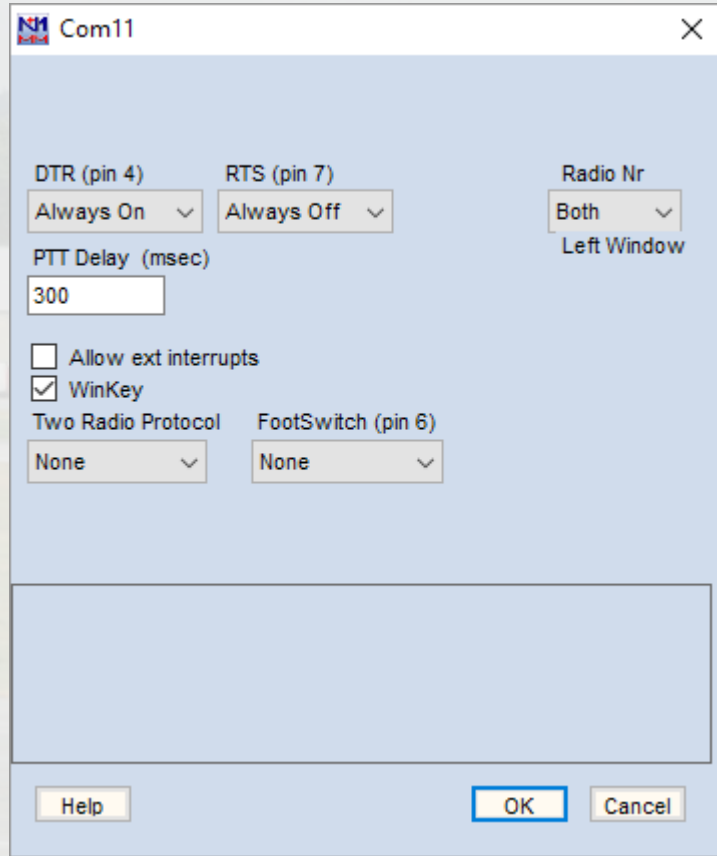 Com11
DTR (pin 4) RTS (pin 7) Radio Nr
Always On Always Off Both
PTT Delay (msec) Left Window
300
Allow ext interrupts
WinKey
Two Radio Protocol FootSwitch (pin 6)
None None
Help OK Cancel